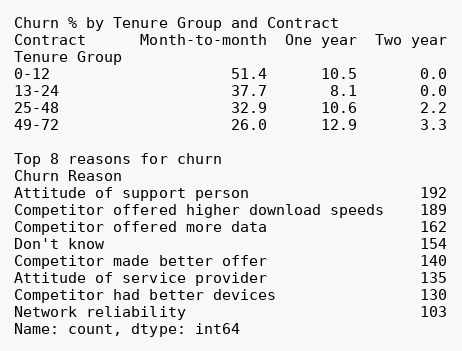 Churn % by Tenure Group and Contract
Contract      Month-to-month  One year  Two year
Tenure Group
0-12                    51.4      10.5       0.0
13-24                   37.7       8.1       0.0
25-48                   32.9      10.6       2.2
49-72                   26.0      12.9       3.3

Top 8 reasons for churn
Churn Reason
Attitude of support person                   192
Competitor offered higher download speeds    189
Competitor offered more data                 162
Don't know                                   154
Competitor made better offer                 140
Attitude of service provider                 135
Competitor had better devices                130
Network reliability                          103
Name: count, dtype: int64